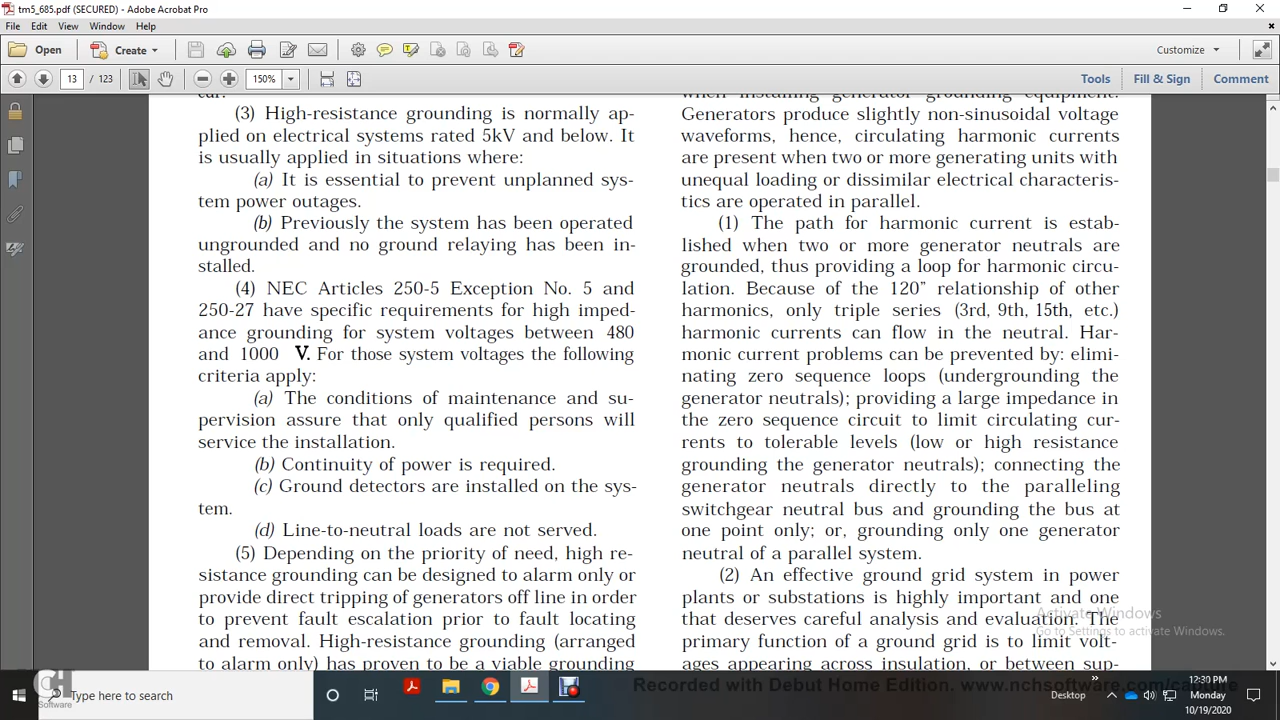 tm5_685.pdf (SECURED) - Adobe Acrobat Pro
File Edit View Window Help
Open Create Customize
13 / 123 150% Tools Fill & Sign Comment
(3) High-resistance grounding is normally ap-
plied on electrical systems rated 5kV and below. It
is usually applied in situations where:
(a) It is essential to prevent unplanned sys-
tem power outages.
(b) Previously the system has been operated
ungrounded and no ground relaying has been in-
stalled.
(4) NEC Articles 250-5 Exception No. 5 and
250-27 have specific requirements for high imped-
ance grounding for system voltages between 480
and 1000 V. For those system voltages the following
criteria apply:
(a) The conditions of maintenance and su-
pervision assure that only qualified persons will
service the installation.
(b) Continuity of power is required.
(c) Ground detectors are installed on the sys-
tem.
(d) Line-to-neutral loads are not served.
(5) Depending on the priority of need, high re-
sistance grounding can be designed to alarm only or
provide direct tripping of generators off line in order
to prevent fault escalation prior to fault locating
and removal. High-resistance grounding (arranged
to alarm only) has proven to be a viable grounding
when installing generator grounding equipment.
Generators produce slightly non-sinusoidal voltage
waveforms, hence, circulating harmonic currents
are present when two or more generating units with
unequal loading or dissimilar electrical characteris-
tics are operated in parallel.
(1) The path for harmonic current is estab-
lished when two or more generator neutrals are
grounded, thus providing a loop for harmonic circu-
lation. Because of the 120” relationship of other
harmonics, only triple series (3rd, 9th, 15th, etc.)
harmonic currents can flow in the neutral. Har-
monic current problems can be prevented by: elimi-
nating zero sequence loops (undergrounding the
generator neutrals); providing a large impedance in
the zero sequence circuit to limit circulating cur-
rents to tolerable levels (low or high resistance
grounding the generator neutrals); connecting the
generator neutrals directly to the paralleling
switchgear neutral bus and grounding the bus at
one point only; or, grounding only one generator
neutral of a parallel system.
(2) An effective ground grid system in power
plants or substations is highly important and one
that deserves careful analysis and evaluation. The
primary function of a ground grid is to limit volt-
ages appearing across insulation, or between sup-
Activate Windows
Go to Settings to activate Windows.
Recorded with Debut Home Edition. www.nchsoftware.com/capture
CH
Software
Type here to search
Desktop
12:30 PM
Monday
10/19/2020